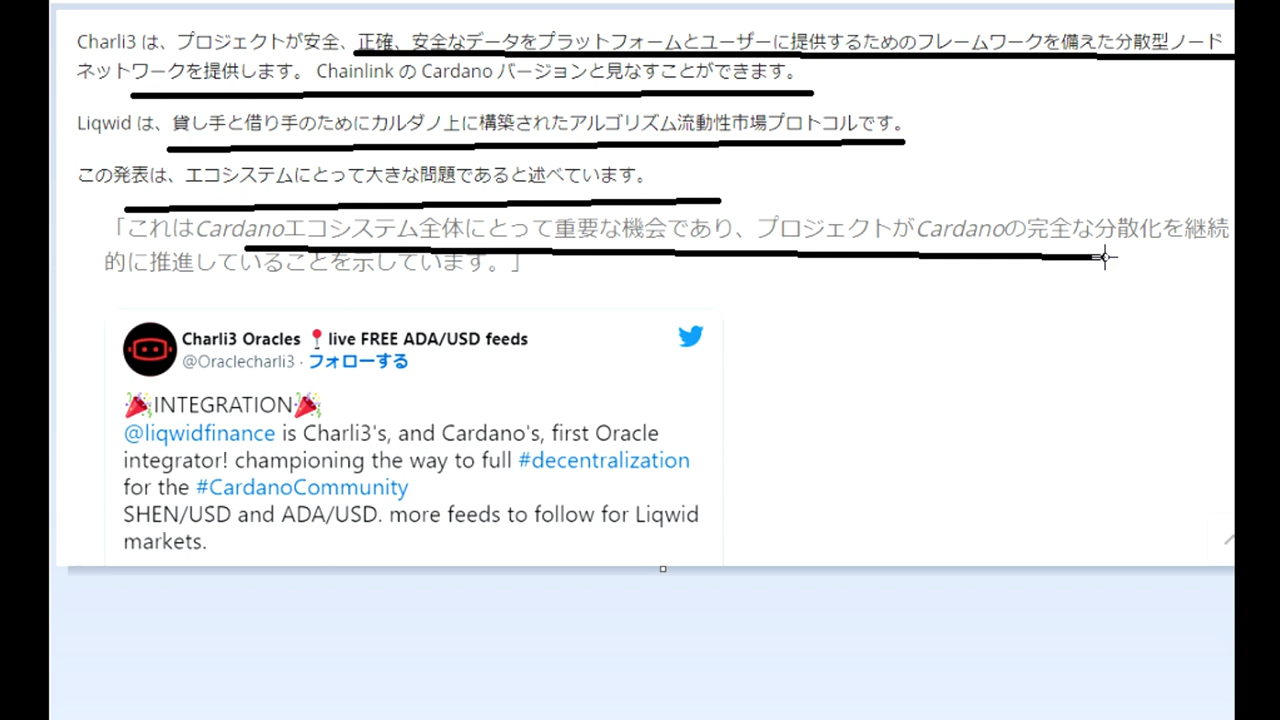 Charli3 は、プロジェクトが安全、正確、安全なデータをプラットフォームとユーザーに提供するためのフレームワークを備えた分散型ノード
ネットワークを提供します。 Chainlink の Cardano バージョンと見なすことができます。
Liqwid は、貸し手と借り手のためにカルダノ上に構築されたアルゴリズム流動性市場プロトコルです。
この発表は、エコシステムにとって大きな問題であると述べています。
「これはCardanoエコシステム全体にとって重要な機会であり、プロジェクトがCardanoの完全な分散化を継続
的に推進していることを示しています。」
Charli3 Oracles 📍live FREE ADA/USD feeds
@Oraclecharli3 · フォローする
🎉INTEGRATION🎉
@liqwidfinance is Charli3's, and Cardano's, first Oracle
integrator! championing the way to full #decentralization
for the #CardanoCommunity
SHEN/USD and ADA/USD. more feeds to follow for Liqwid
markets.